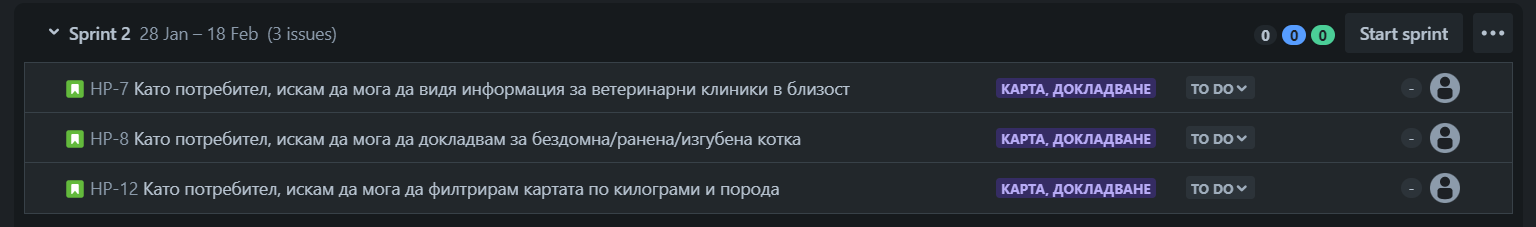 Sprint 2 28 Jan – 18 Feb (3 issues) 0 0 0 Start sprint
HP-7 Като потребител, искам да мога да видя информация за ветеринарни клиники в близост КАРТА, ДОКЛАДВАНЕ TO DO -
HP-8 Като потребител, искам да мога да докладвам за бездомна/ранена/изгубена котка КАРТА, ДОКЛАДВАНЕ TO DO -
HP-12 Като потребител, искам да мога да филтрирам картата по килограми и порода КАРТА, ДОКЛАДВАНЕ TO DO -